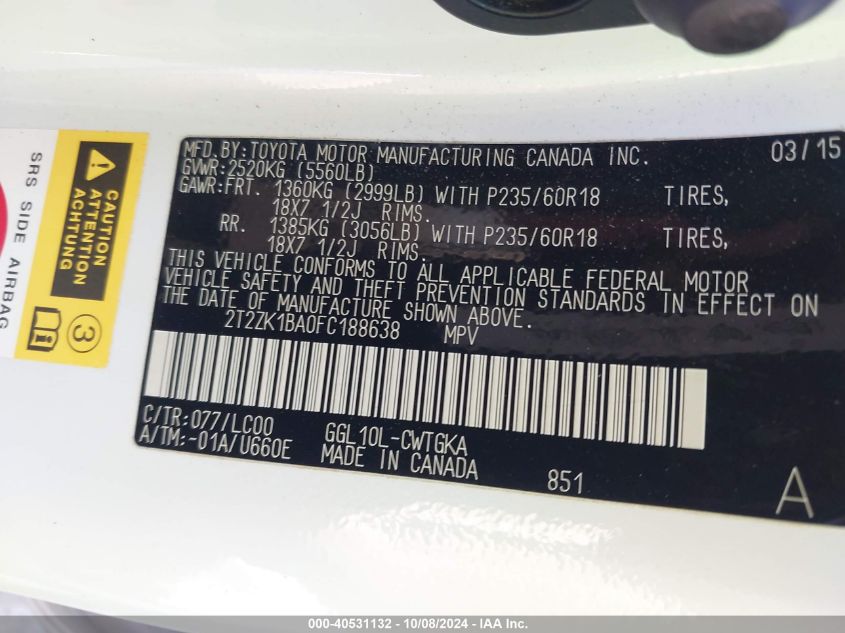 MFD.BY:TOYOTA MOTOR MANUFACTURING CANADA INC. 03/15
GVWR:2520KG (5560LB)
GAWR:FRT. 1360KG (2999LB) WITH P235/60R18 TIRES,
18X7 1/2J RIMS.
RR. 1385KG (3056LB) WITH P235/60R18 TIRES,
18X7 1/2J RIMS.
THIS VEHICLE CONFORMS TO ALL APPLICABLE FEDERAL MOTOR
VEHICLE SAFETY AND THEFT PREVENTION STANDARDS IN EFFECT ON
THE DATE OF MANUFACTURE SHOWN ABOVE.
2T2ZK1BA0FC188638 MPV
C/TR:077/LC00 GGL10L-CWTGKA
A/TM:-01A/U660E MADE IN CANADA 851
A
SRS SIDE AIRBAG
CAUTION
ATTENTION
ACHTUNG
3
000-40531132 - 10/08/2024 - IAA Inc.